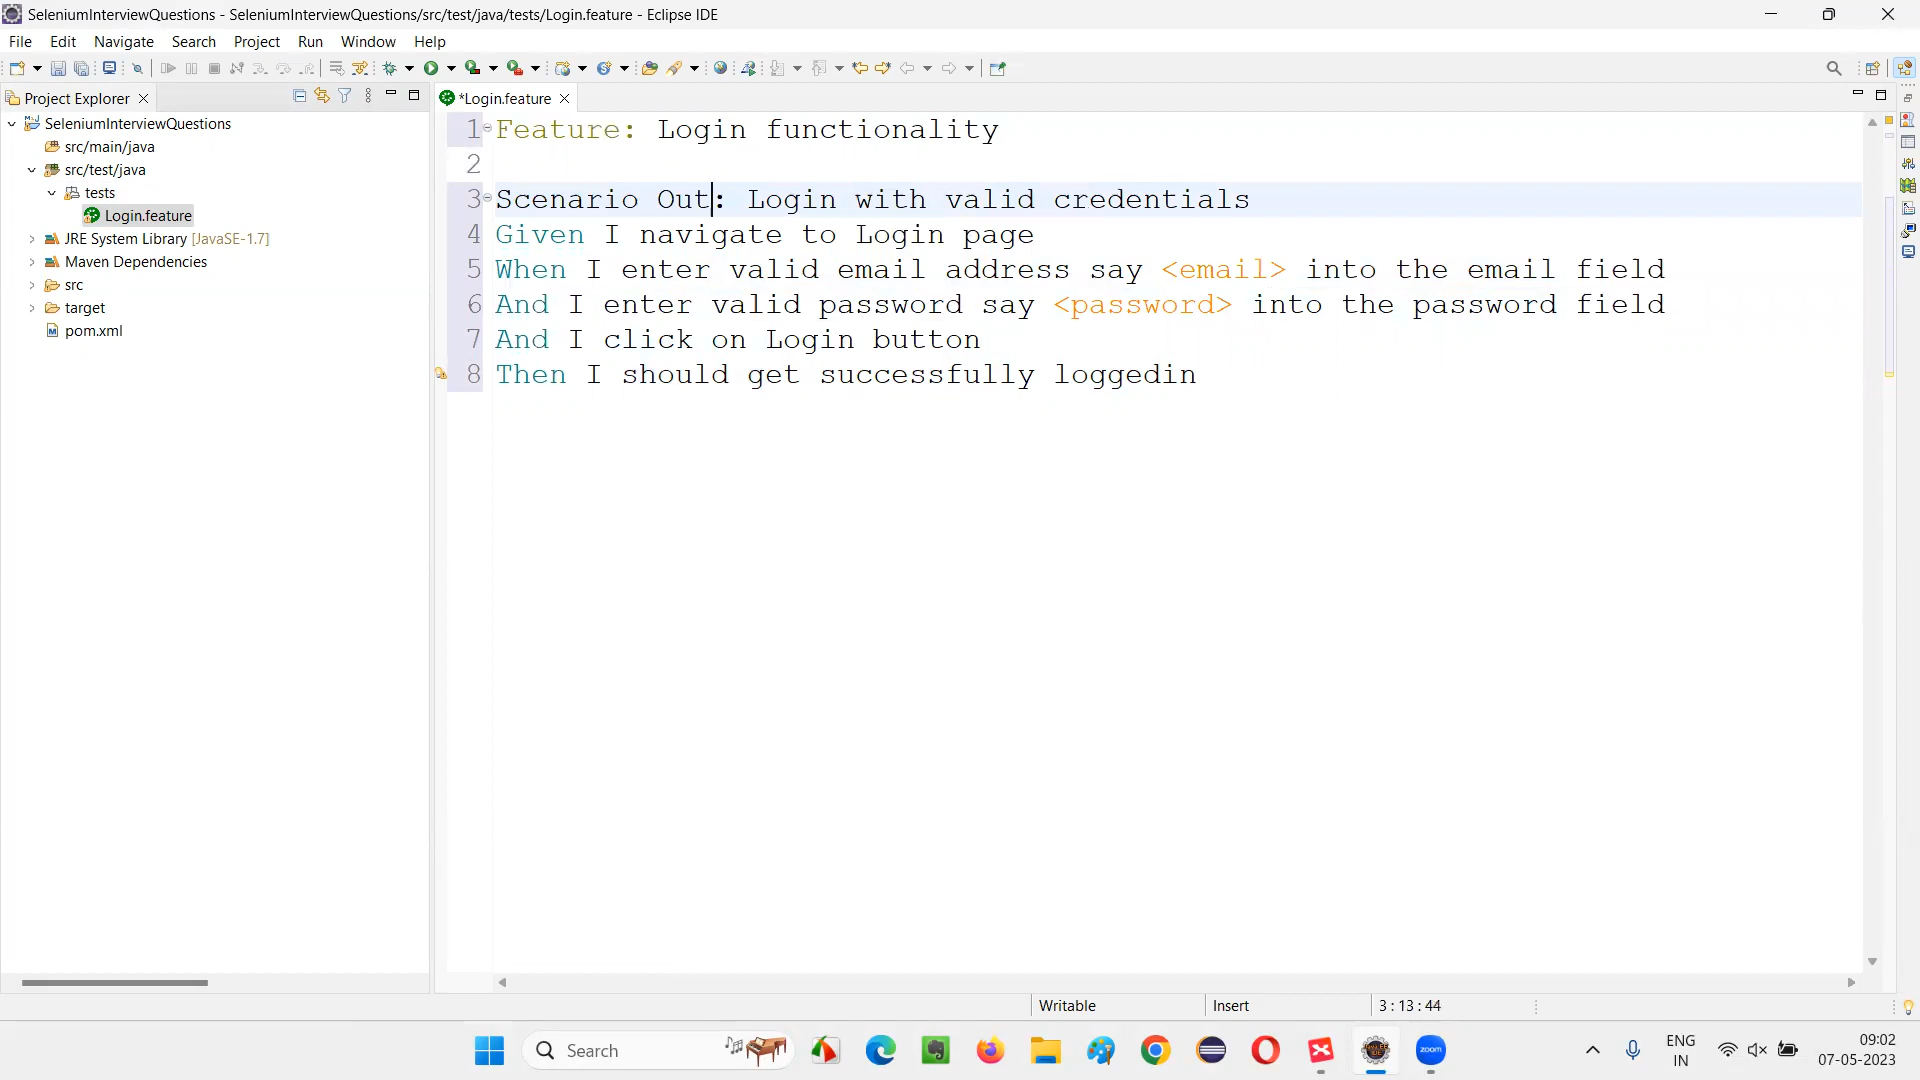 SeleniumInterviewQuestions - SeleniumInterviewQuestions/src/test/java/tests/Login.feature - Eclipse IDE
File Edit Navigate Search Project Run Window Help
Project Explorer
*Login.feature
SeleniumInterviewQuestions
src/main/java
src/test/java
tests
Login.feature
JRE System Library [JavaSE-1.7]
Maven Dependencies
src
target
pom.xml
1 Feature: Login functionality
2
3 Scenario Out: Login with valid credentials
4 Given I navigate to Login page
5 When I enter valid email address say <email> into the email field
6 And I enter valid password say <password> into the password field
7 And I click on Login button
8 Then I should get successfully loggedin
Writable Insert 3 : 13 : 44
Search
zoom
ENG
IN
09:02
07-05-2023